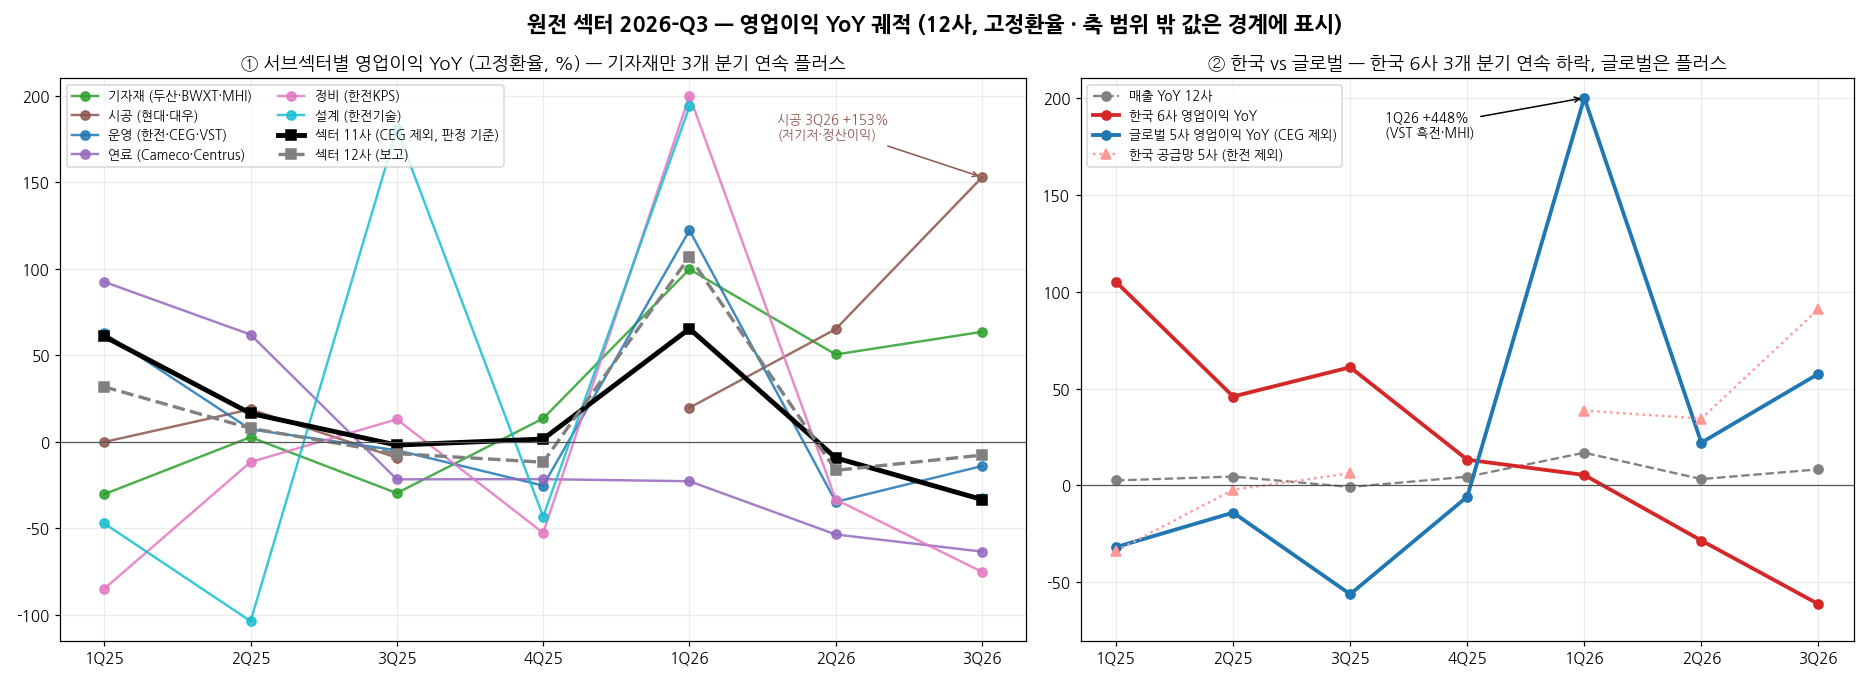 원전 섹터 2026-Q3 — 영업이익 YoY 궤적 (12사, 고정환율 · 축 범위 밖 값은 경계에 표시)
① 서브섹터별 영업이익 YoY (고정환율, %) — 기자재만 3개 분기 연속 플러스
기자재 (두산·BWXT·MHI)
시공 (현대·대우)
운영 (한전·CEG·VST)
연료 (Cameco·Centrus)
정비 (한전KPS)
설계 (한전기술)
섹터 11사 (CEG 제외, 판정 기준)
섹터 12사 (보고)
시공 3Q26 +153%
(저기저·정산이익)
200
150
100
50
0
-50
-100
1Q25 2Q25 3Q25 4Q25 1Q26 2Q26 3Q26
② 한국 vs 글로벌 — 한국 6사 3개 분기 연속 하락, 글로벌은 플러스
매출 YoY 12사
한국 6사 영업이익 YoY
글로벌 5사 영업이익 YoY (CEG 제외)
한국 공급망 5사 (한전 제외)
1Q26 +448%
(VST 흑전·MHI)
200
150
100
50
0
-50
1Q25 2Q25 3Q25 4Q25 1Q26 2Q26 3Q26